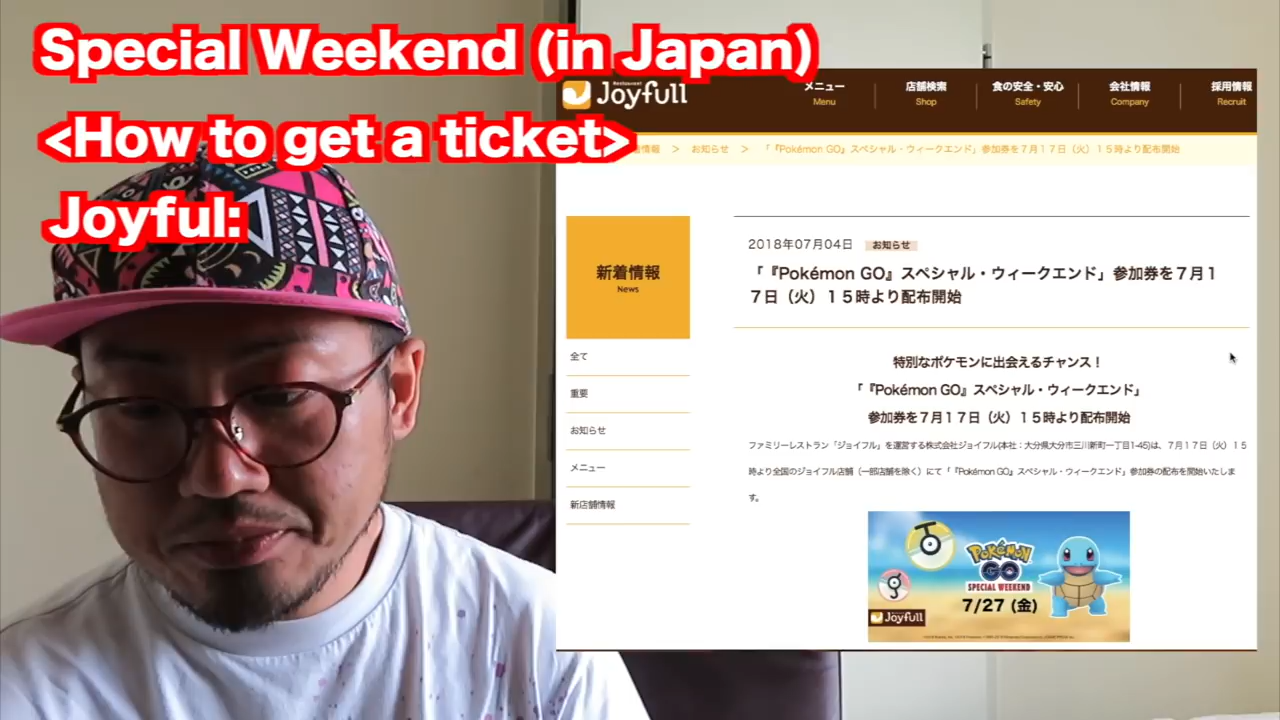 Special Weekend (in Japan)
<How to get a ticket>
Joyful:
Restaurant
Joyfull
メニュー
Menu
店舗検索
Shop
食の安全・安心
Safety
会社情報
Company
採用情報
Recruit
情報 > お知らせ > 「『Pokémon GO』スペシャル・ウィークエンド」参加券を７月１７日（火）１５時より配布開始
新着情報
News
全て
重要
お知らせ
メニュー
新店舗情報
2018年07月04日 お知らせ
「『Pokémon GO』スペシャル・ウィークエンド」参加券を７月１
７日（火）１５時より配布開始
特別なポケモンに出会えるチャンス！
「『Pokémon GO』スペシャル・ウィークエンド」
参加券を７月１７日（火）１５時より配布開始
ファミリーレストラン「ジョイフル」を運営する株式会社ジョイフル(本社：大分県大分市三川新町一丁目1-45)は、７月１７日（火）１５
時より全国のジョイフル店舗（一部店舗を除く）にて「『Pokémon GO』スペシャル・ウィークエンド」参加券の配布を開始いたしま
す。
POKÉMON
GO
SPECIAL WEEKEND
7/27 (金)
Joyfull